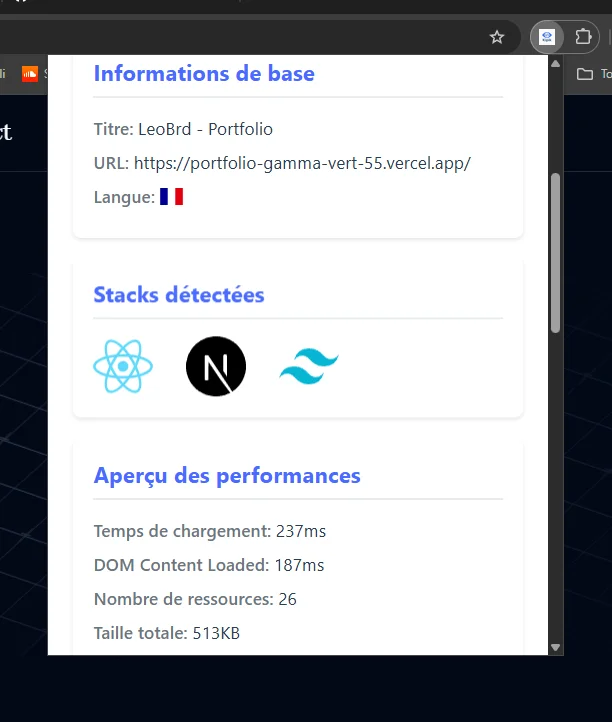 Informations de base
ct
Titre: LeoBrd - Portfolio
URL: https://portfolio-gamma-vert-55.vercel.app/
Langue:
Stacks détectées
N
Aperçu des performances
Temps de chargement: 237ms
DOM Content Loaded: 187ms
Nombre de ressources: 26
Taille totale: 513KB